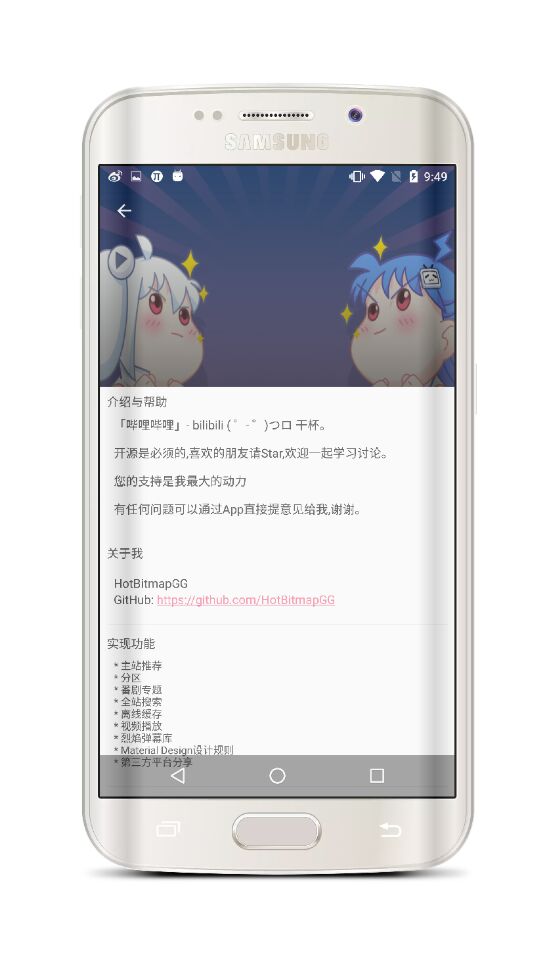 SAMSUNG
9:49
介绍与帮助
「哔哩哔哩」- bilibili ( ゜- ゜)つロ 干杯。
开源是必须的,喜欢的朋友请Star,欢迎一起学习讨论。
您的支持是我最大的动力
有任何问题可以通过App直接提意见给我,谢谢。
关于我
HotBitmapGG
GitHub: https://github.com/HotBitmapGG
实现功能
* 主站推荐
* 分区
* 番剧专题
* 全站搜索
* 离线缓存
* 视频播放
* 烈焰弹幕库
* Material Design设计规则
* 第三方平台分享